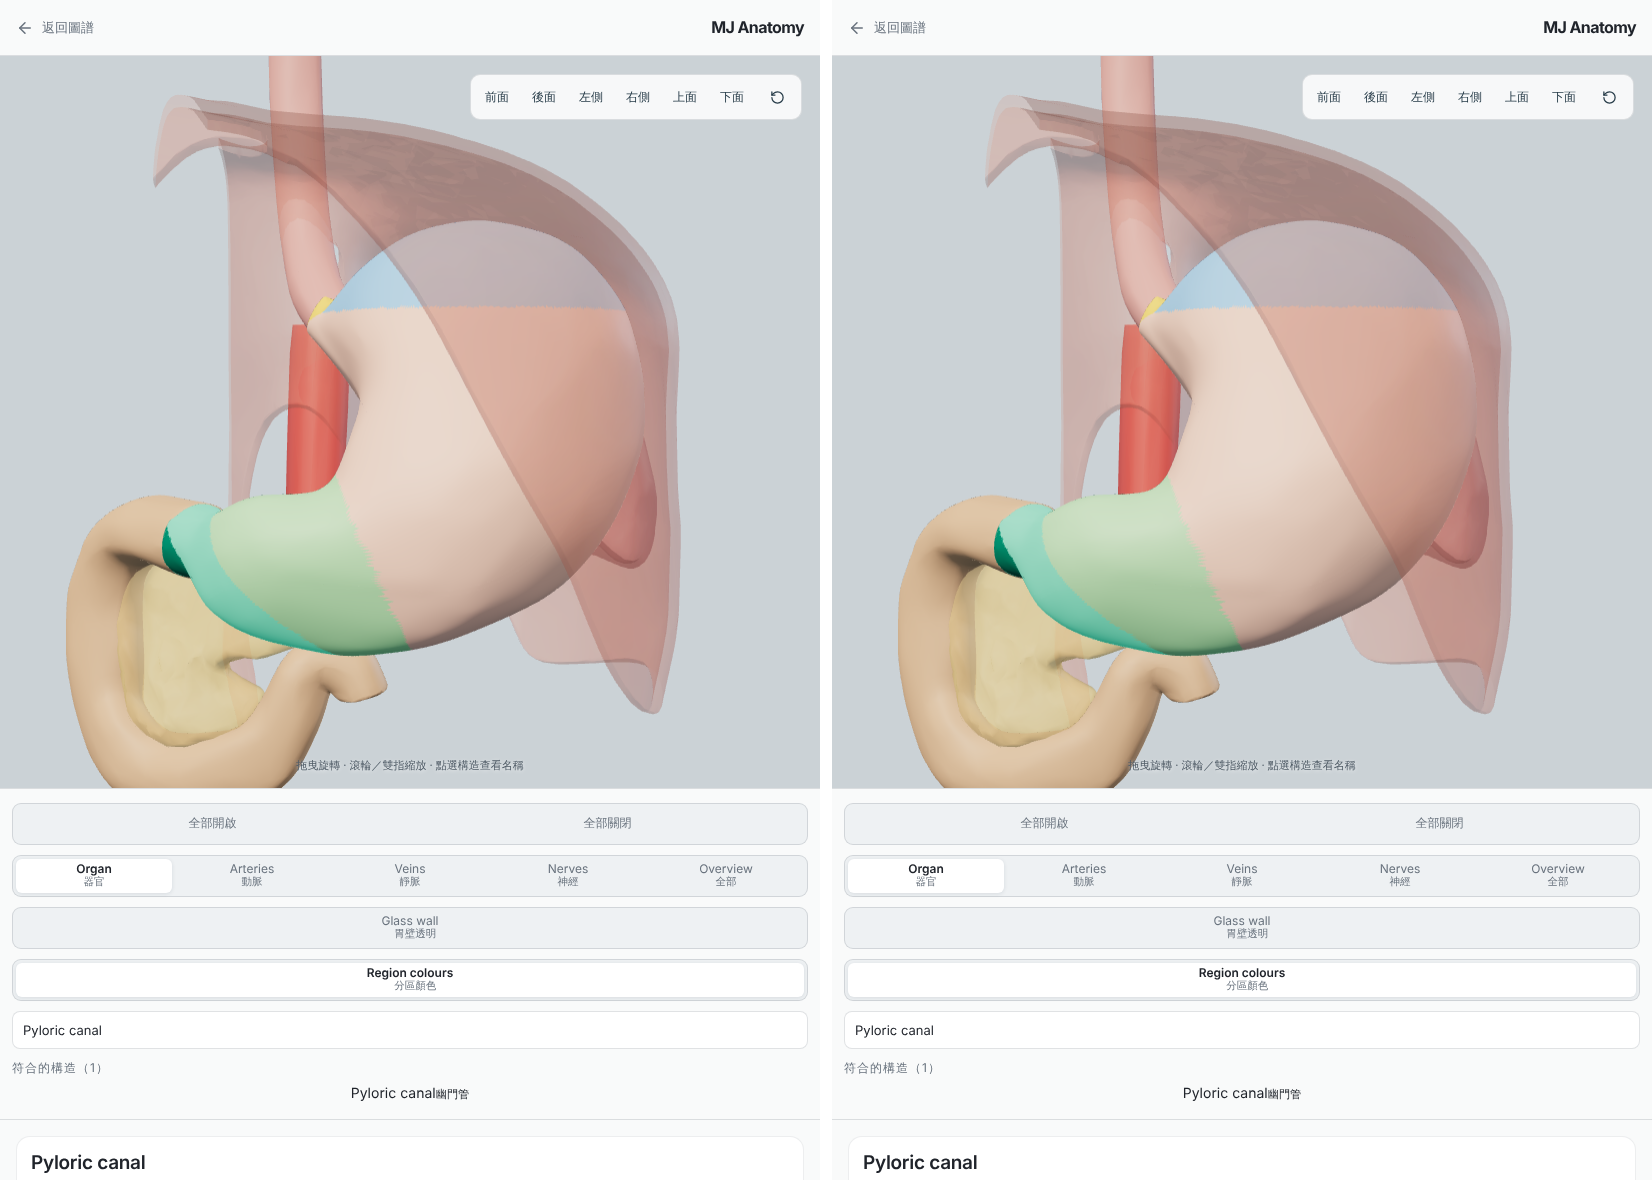 返回圖譜
MJ Anatomy
前面 後面 左側 右側 上面 下面
拖曳旋轉 · 滾輪／雙指縮放 · 點選構造查看名稱
全部開啟 全部關閉
Organ Arteries Veins Nerves Overview
器官 動脈 靜脈 神經 全部
Glass wall
胃壁透明
Region colours
分區顏色
Pyloric canal
符合的構造（1）
Pyloric canal幽門管
Pyloric canal
返回圖譜
MJ Anatomy
前面 後面 左側 右側 上面 下面
拖曳旋轉 · 滾輪／雙指縮放 · 點選構造查看名稱
全部開啟 全部關閉
Organ Arteries Veins Nerves Overview
器官 動脈 靜脈 神經 全部
Glass wall
胃壁透明
Region colours
分區顏色
Pyloric canal
符合的構造（1）
Pyloric canal幽門管
Pyloric canal